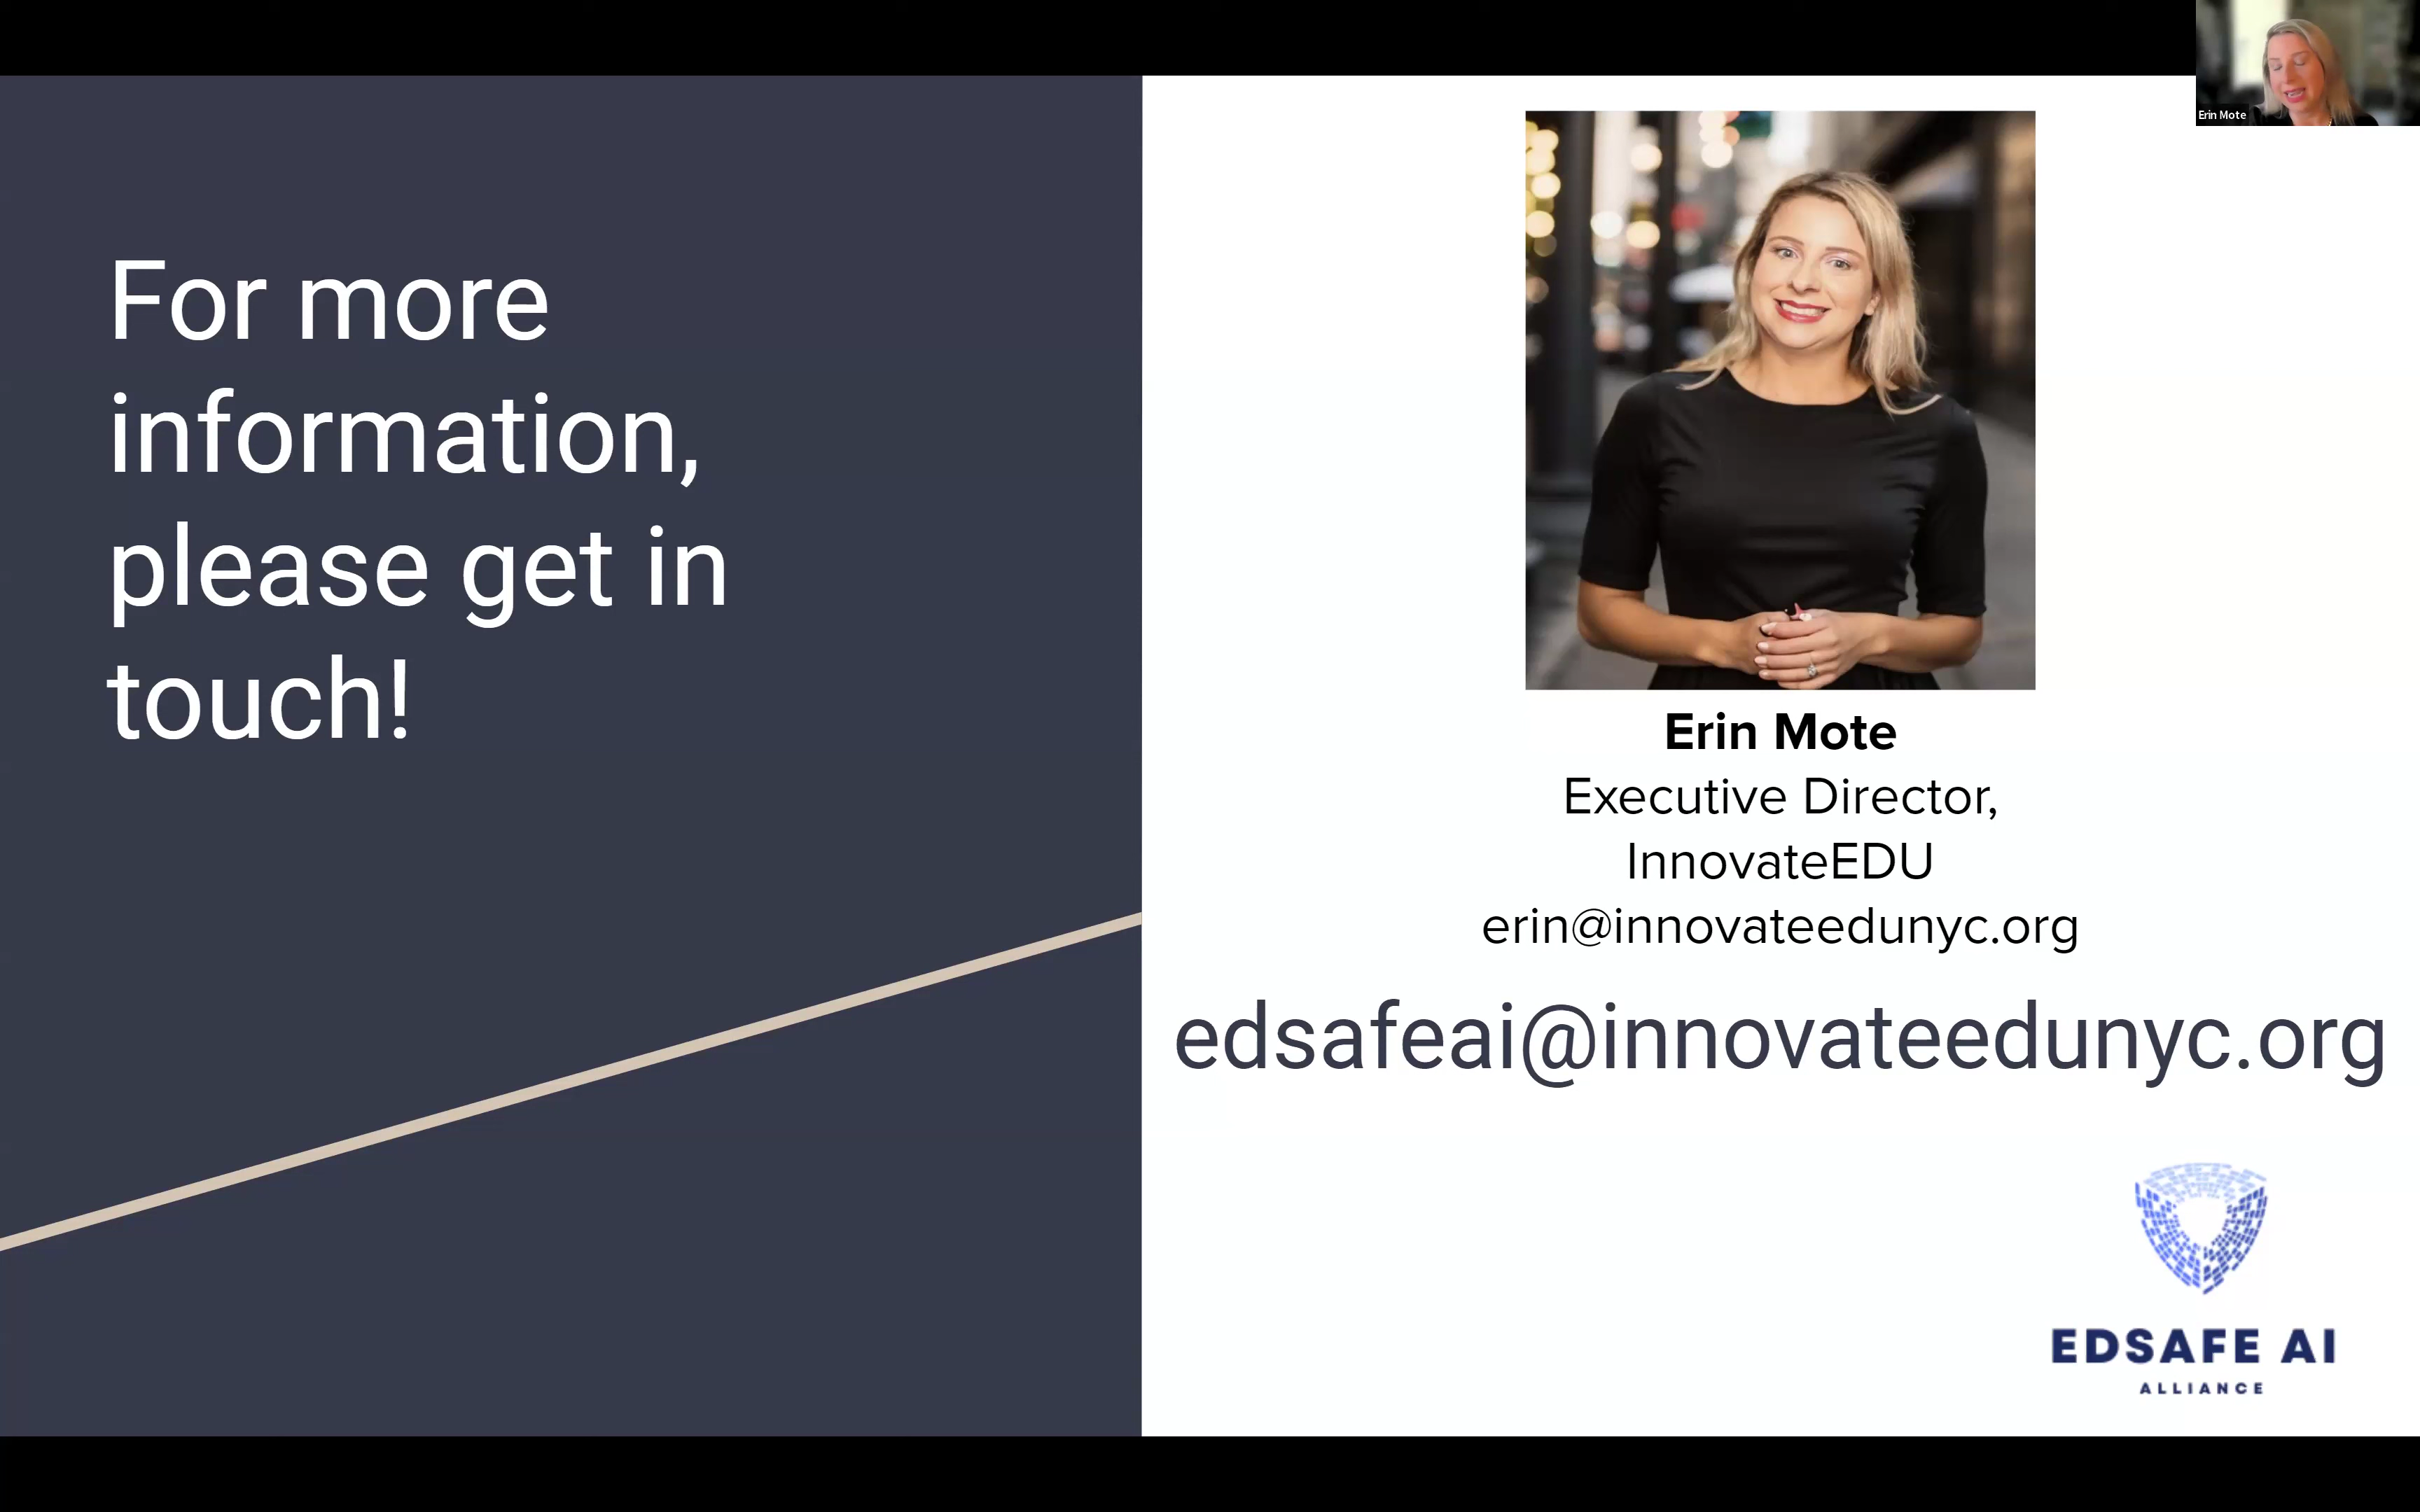 For more
information,
please get in
touch!
Erin Mote
Erin Mote
Executive Director,
InnovateEDU
erin@innovateedunyc.org
edsafeai@innovateedunyc.org
EDSAFE AI
ALLIANCE